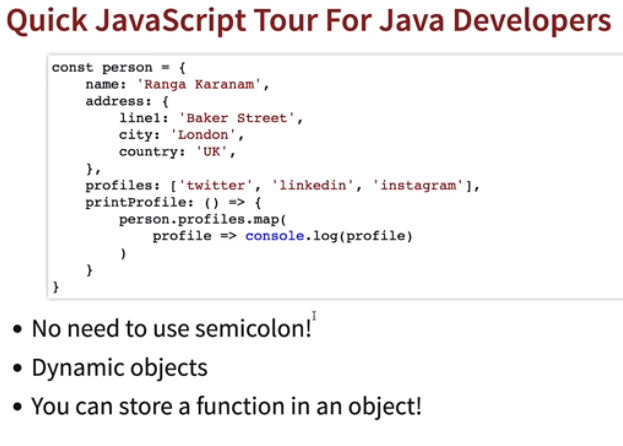 Quick JavaScript Tour For Java Developers
const person = {
    name: 'Ranga Karanam',
    address: {
        line1: 'Baker Street',
        city: 'London',
        country: 'UK',
    },
    profiles: ['twitter', 'linkedin', 'instagram'],
    printProfile: () => {
        person.profiles.map(
            profile => console.log(profile)
        )
    }
}
• No need to use semicolon!
• Dynamic objects
• You can store a function in an object!